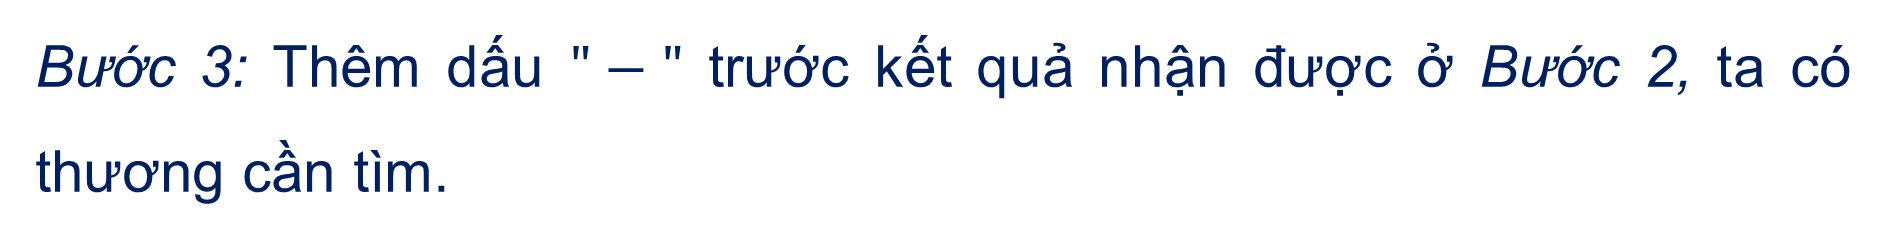 Bước 3: Thêm dấu " – " trước kết quả nhận được ở Bước 2, ta có
thương cần tìm.